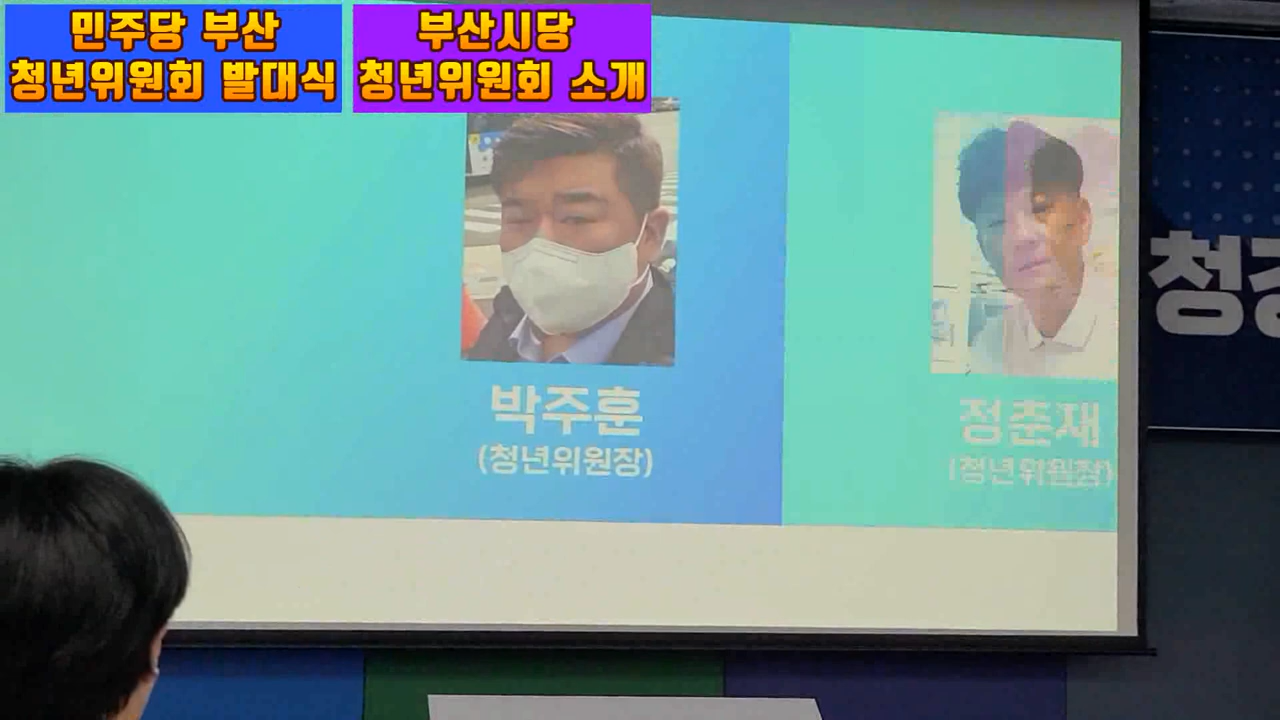 민주당 부산
청년위원회 발대식
부산시당
청년위원회 소개
박주훈
(청년위원장)
정춘재
(청년위원장)
청